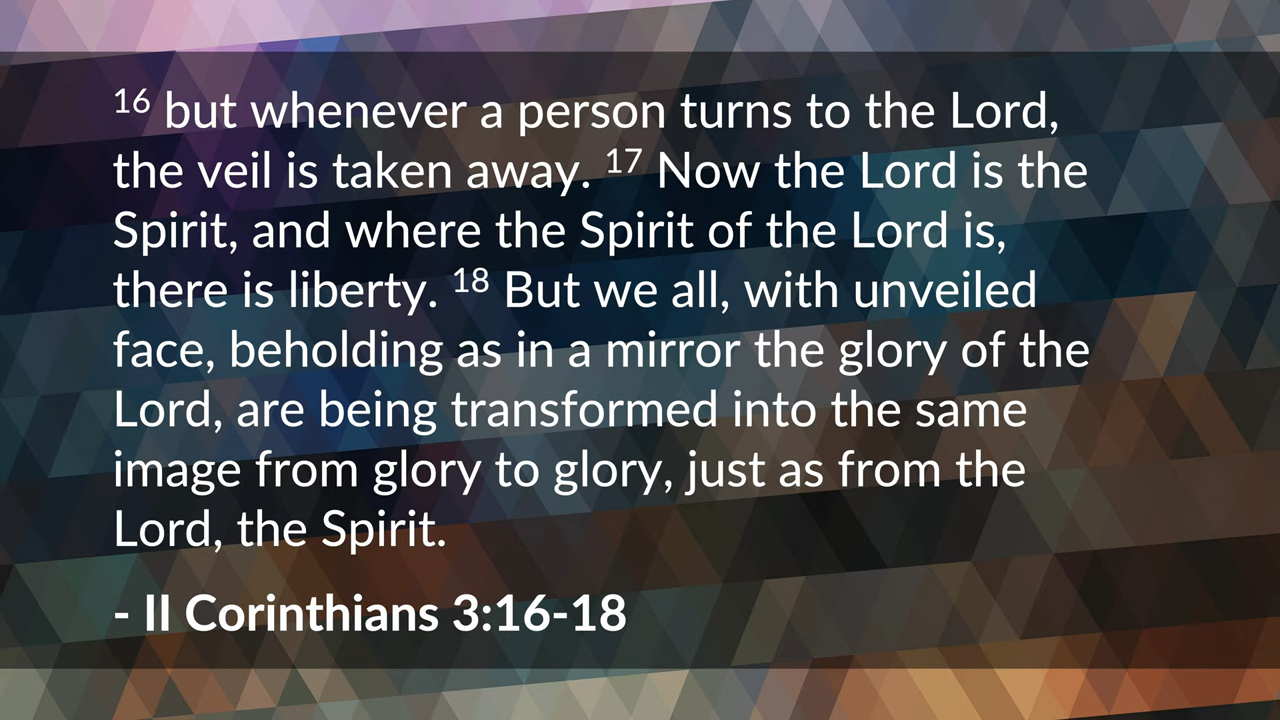 16 but whenever a person turns to the Lord,
the veil is taken away. 17 Now the Lord is the
Spirit, and where the Spirit of the Lord is,
there is liberty. 18 But we all, with unveiled
face, beholding as in a mirror the glory of the
Lord, are being transformed into the same
image from glory to glory, just as from the
Lord, the Spirit.
- II Corinthians 3:16-18